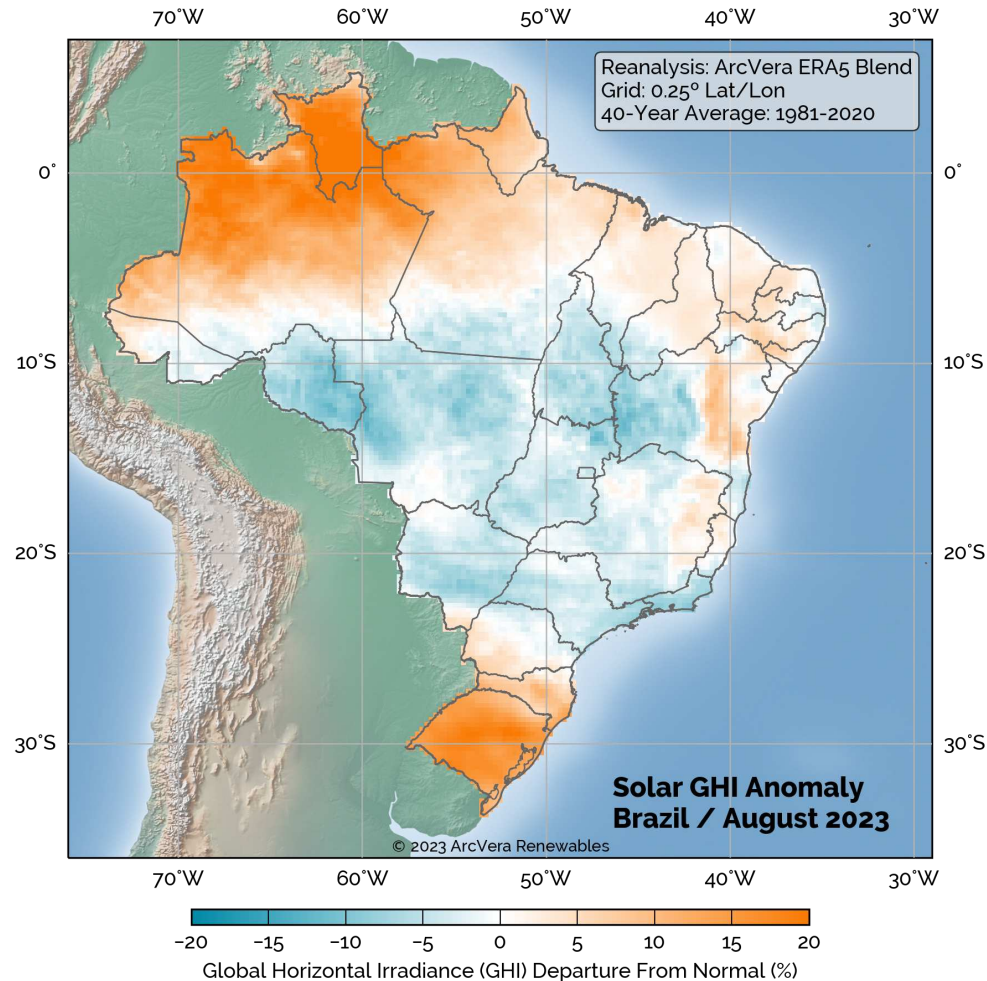 70°W 60°W 50°W 40°W 30°W
Reanalysis: ArcVera ERA5 Blend
Grid: 0.25º Lat/Lon
40-Year Average: 1981-2020
0° 0°
10°S 10°S
20°S 20°S
30°S 30°S
Solar GHI Anomaly
Brazil / August 2023
© 2023 ArcVera Renewables
70°W 60°W 50°W 40°W 30°W
−20 −15 −10 −5 0 5 10 15 20
Global Horizontal Irradiance (GHI) Departure From Normal (%)